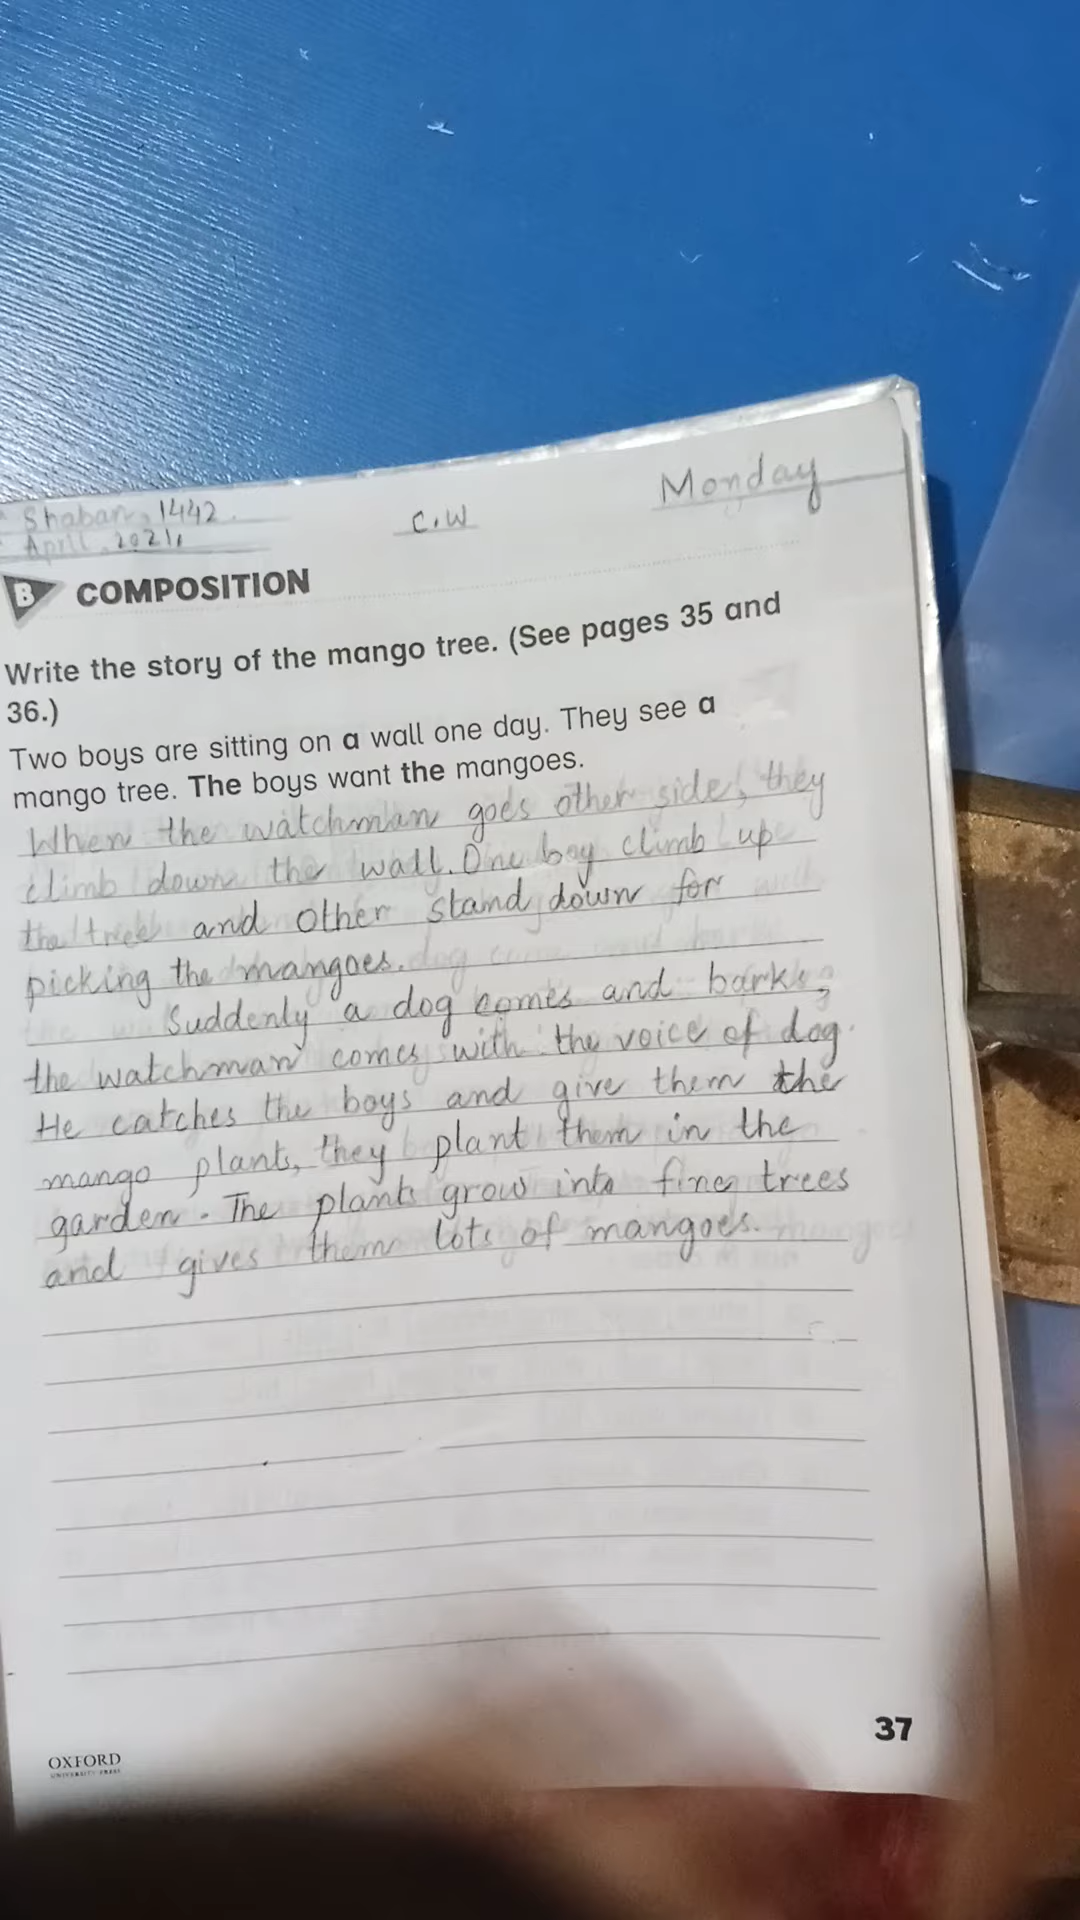 Shaban, 1442.
April, 2021,
C.W
Monday
B COMPOSITION
Write the story of the mango tree. (See pages 35 and
36.)
Two boys are sitting on a wall one day. They see a
mango tree. The boys want the mangoes.
When the watchman goes other side, they
climb down the wall. One boy climb up
the tree and other stand down for
picking the mangoes.
Suddenly a dog comes and barks,
the watchman comes with the voice of dog.
He catches the boys and give them the
mango plants, they plant them in the
garden. The plants grow into fine trees
and gives them lots of mangoes.
37
OXFORD
UNIVERSITY PRESS